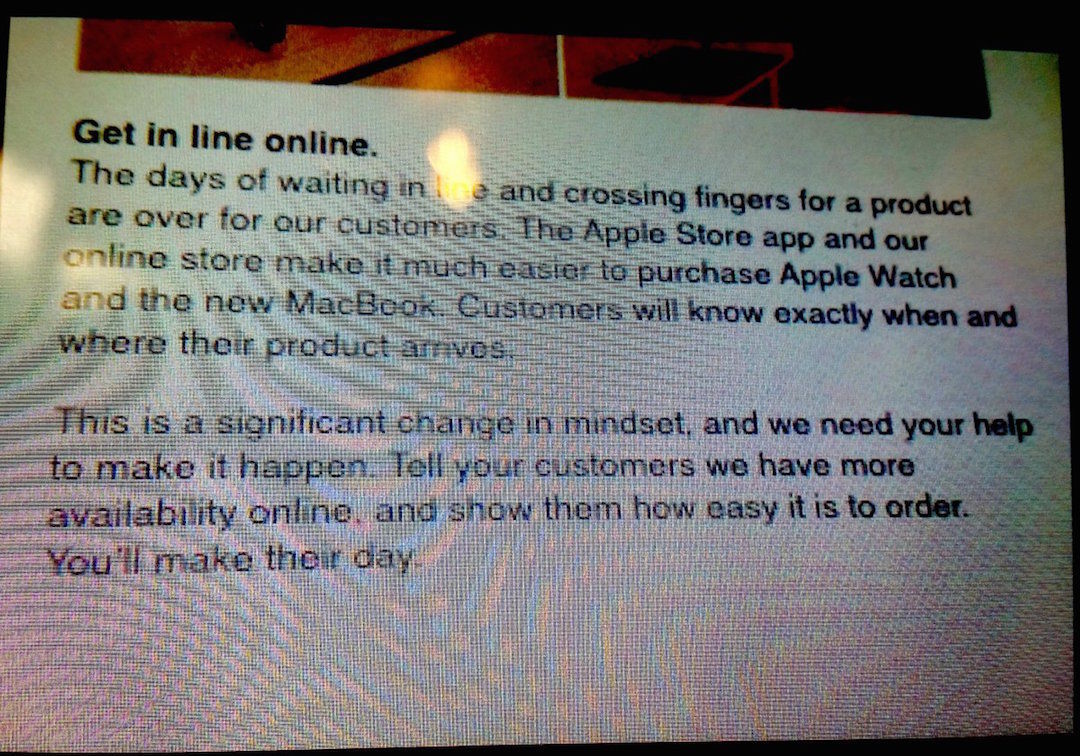 Get in line online.
The days of waiting in line and crossing fingers for a product
are over for our customers. The Apple Store app and our
online store make it much easier to purchase Apple Watch
and the new MacBook. Customers will know exactly when and
where their product arrives.
This is a significant change in mindset, and we need your help
to make it happen. Tell your customers we have more
availability online, and show them how easy it is to order.
You'll make their day.